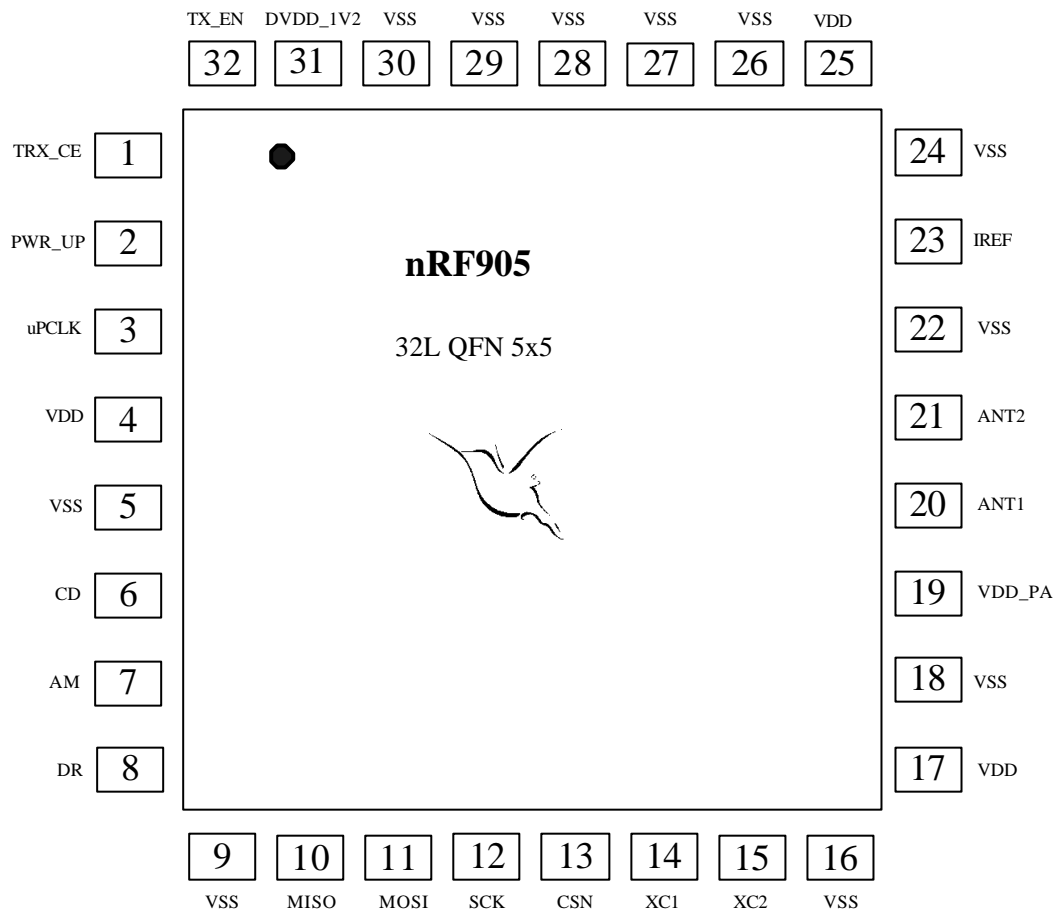 TX_EN DVDD_1V2 VSS VSS VSS VSS VSS VDD
32 31 30 29 28 27 26 25
TRX_CE 1 24 VSS
PWR_UP 2 23 IREF
nRF905
uPCLK 3 22 VSS
32L QFN 5x5
VDD 4 21 ANT2
VSS 5 20 ANT1
CD 6 19 VDD_PA
AM 7 18 VSS
DR 8 17 VDD
9 10 11 12 13 14 15 16
VSS MISO MOSI SCK CSN XC1 XC2 VSS